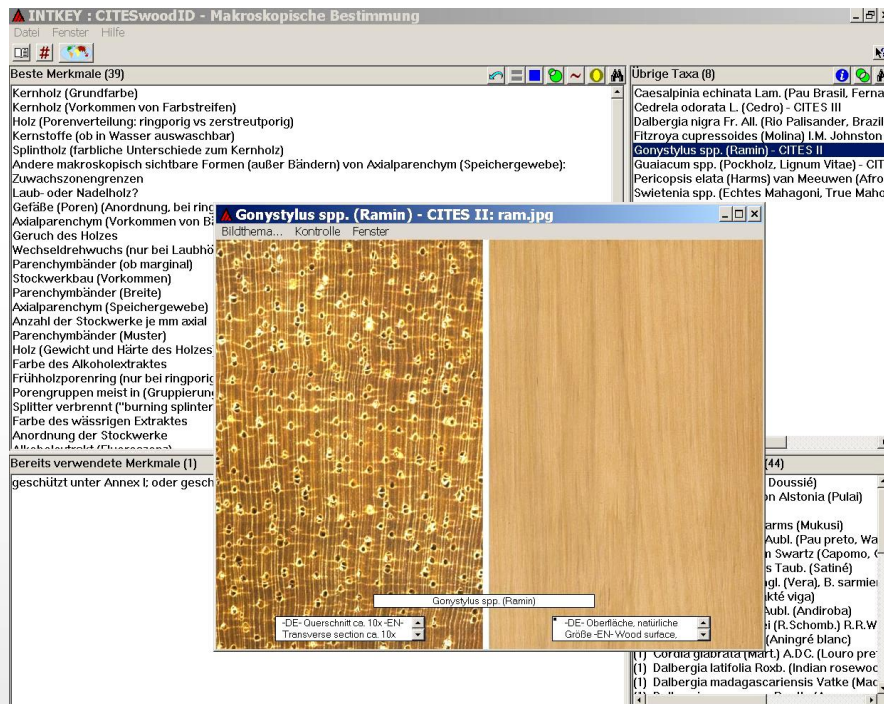 INTKEY : CITESwoodID - Makroskopische Bestimmung
Datei Fenster Hilfe
Beste Merkmale (39)
Kernholz (Grundfarbe)
Kernholz (Vorkommen von Farbstreifen)
Holz (Porenverteilung: ringporig vs zerstreutporig)
Kernstoffe (ob in Wasser auswaschbar)
Splintholz (farbliche Unterschiede zum Kernholz)
Andere makroskopisch sichtbare Formen (außer Bändern) von Axialparenchym (Speichergewebe):
Zuwachszonengrenzen
Laub- oder Nadelholz?
Gefäße (Poren) (Anordnung, bei ring
Axialparenchym (Vorkommen von
Geruch des Holzes
Wechseldrehwuchs (nur bei Laubhö
Parenchymbänder (ob marginal)
Stockwerkbau (Vorkommen)
Parenchymbänder (Breite)
Axialparenchym (Speichergewebe)
Anzahl der Stockwerke je mm axial
Parenchymbänder (Muster)
Holz (Gewicht und Härte des Holzes
Farbe des Alkoholextraktes
Frühholzporenring (nur bei ringporig
Porengruppen meist in (Gruppierung
Splitter verbrennt ("burning splinter
Farbe des wässrigen Extraktes
Anordnung der Stockwerke
Übrige Taxa (8)
Caesalpinia echinata Lam. (Pau Brasil, Ferna
Cedrela odorata L. (Cedro) - CITES III
Dalbergia nigra Fr. All. (Rio Palisander, Brazil
Fitzroya cupressoides (Molina) I.M. Johnston
Gonystylus spp. (Ramin) - CITES II
Guaiacum spp. (Pockholz, Lignum Vitae) - CIT
Pericopsis elata (Harms) van Meeuwen (Afro
Swietenia spp. (Echtes Mahagoni, True Maho
Gonystylus spp. (Ramin) - CITES II: ram.jpg
Bildthema... Kontrolle Fenster
Gonystylus spp. (Ramin)
-DE- Querschnitt ca. 10x -EN-
Transverse section ca. 10x
-DE- Oberfläche, natürliche
Größe -EN- Wood surface,
Bereits verwendete Merkmale (1)
geschützt unter Annex I; oder gesch
(44)
Doussié)
on Alstonia (Pulai)
arms (Mukusi)
Aubl. (Pau preto, Wa
Swartz (Capomo,
s Taub. (Satiné)
ngl. (Vera), B. sarmie
kté viga)
Aubl. (Andiroba)
ei (R.Schomb.) R.R.W
(Aningré blanc)
(1) Cordia glabrata (Mart.) A.DC. (Louro pre
(1) Dalbergia latifolia Roxb. (Indian rosewoo
(1) Dalbergia madagascariensis Vatke (Mad